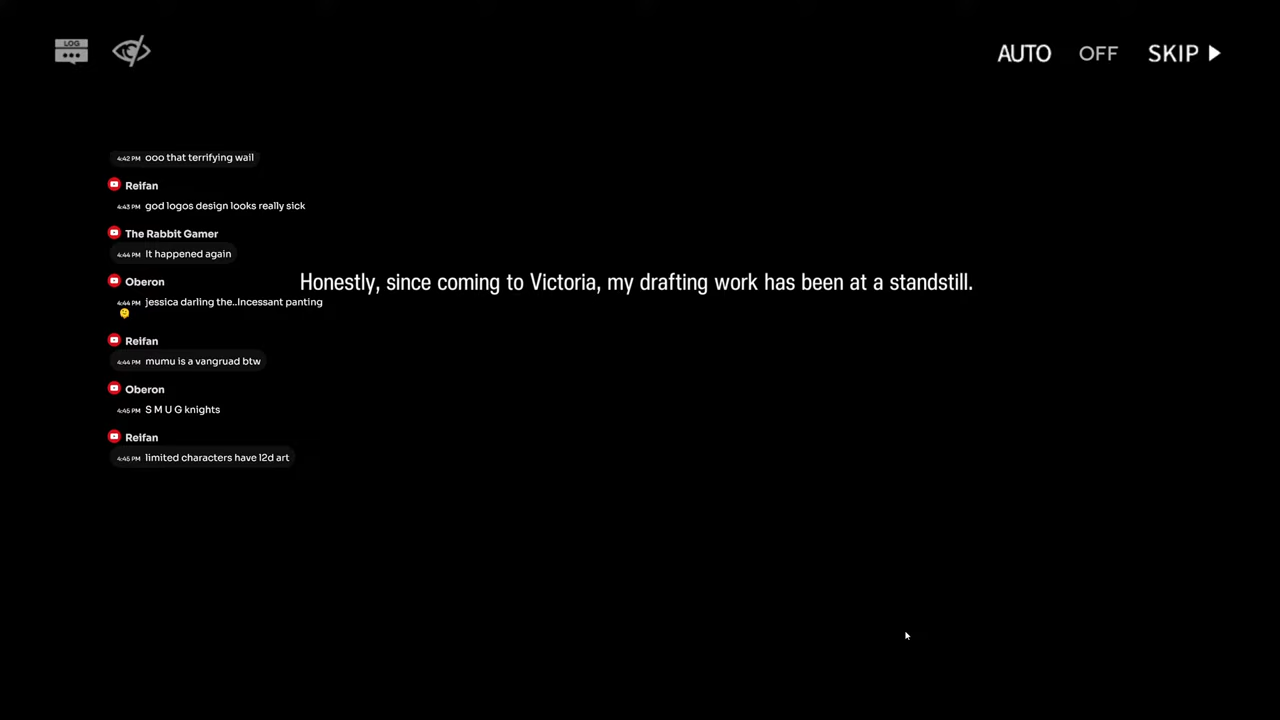 LOG
AUTO OFF SKIP
4:42 PM ooo that terrifying wail
Reifan
4:43 PM god logos design looks really sick
The Rabbit Gamer
4:44 PM It happened again
Oberon
Honestly, since coming to Victoria, my drafting work has been at a standstill.
4:44 PM jessica darling the..Incessant panting
Reifan
4:44 PM mumu is a vangruad btw
Oberon
4:45 PM S M U G knights
Reifan
4:45 PM limited characters have l2d art